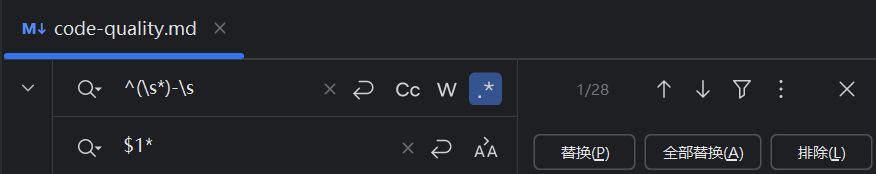 M↓ code-quality.md
^(\s*)-\s Cc W .* 1/28
$1* AA 替换(P) 全部替换(A) 排除(L)